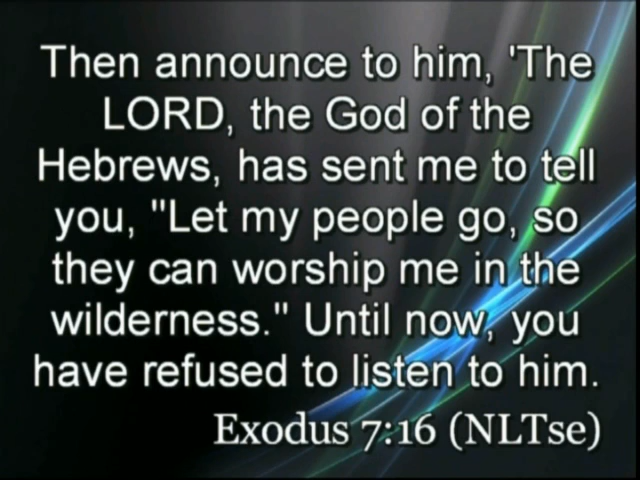 Then announce to him, 'The
LORD, the God of the
Hebrews, has sent me to tell
you, "Let my people go, so
they can worship me in the
wilderness." Until now, you
have refused to listen to him.
Exodus 7:16 (NLTse)